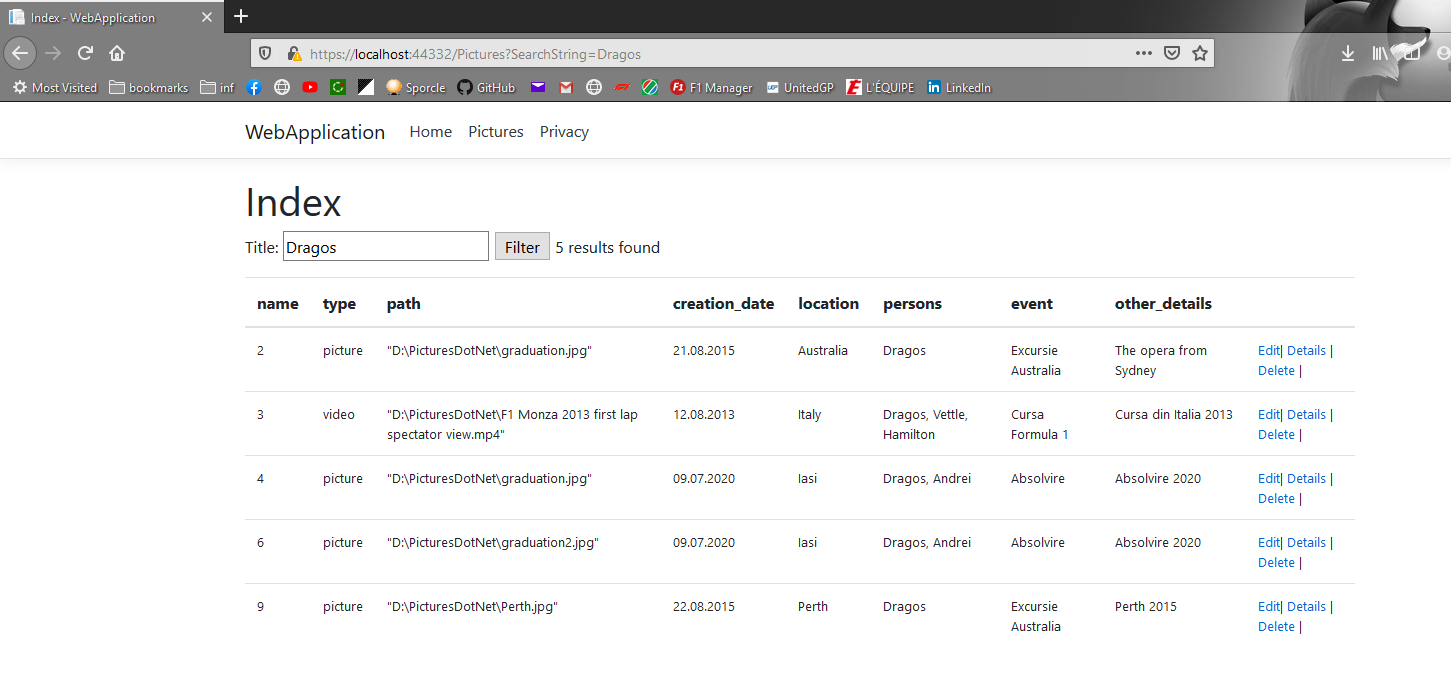 Index - WebApplication
https://localhost:44332/Pictures?SearchString=Dragos
Most Visited bookmarks inf Sporcle GitHub F1 F1 Manager UEP UnitedGP L'ÉQUIPE in LinkedIn
WebApplication Home Pictures Privacy
Index
Title: Dragos Filter 5 results found
name type path creation_date location persons event other_details
2 picture "D:\PicturesDotNet\graduation.jpg" 21.08.2015 Australia Dragos Excursie The opera from Edit| Details |
Australia Sydney Delete |
3 video "D:\PicturesDotNet\F1 Monza 2013 first lap 12.08.2013 Italy Dragos, Vettle, Cursa Cursa din Italia 2013 Edit| Details |
spectator view.mp4" Hamilton Formula 1 Delete |
4 picture "D:\PicturesDotNet\graduation.jpg" 09.07.2020 Iasi Dragos, Andrei Absolvire Absolvire 2020 Edit| Details |
Delete |
6 picture "D:\PicturesDotNet\graduation2.jpg" 09.07.2020 Iasi Dragos, Andrei Absolvire Absolvire 2020 Edit| Details |
Delete |
9 picture "D:\PicturesDotNet\Perth.jpg" 22.08.2015 Perth Dragos Excursie Perth 2015 Edit| Details |
Australia Delete |